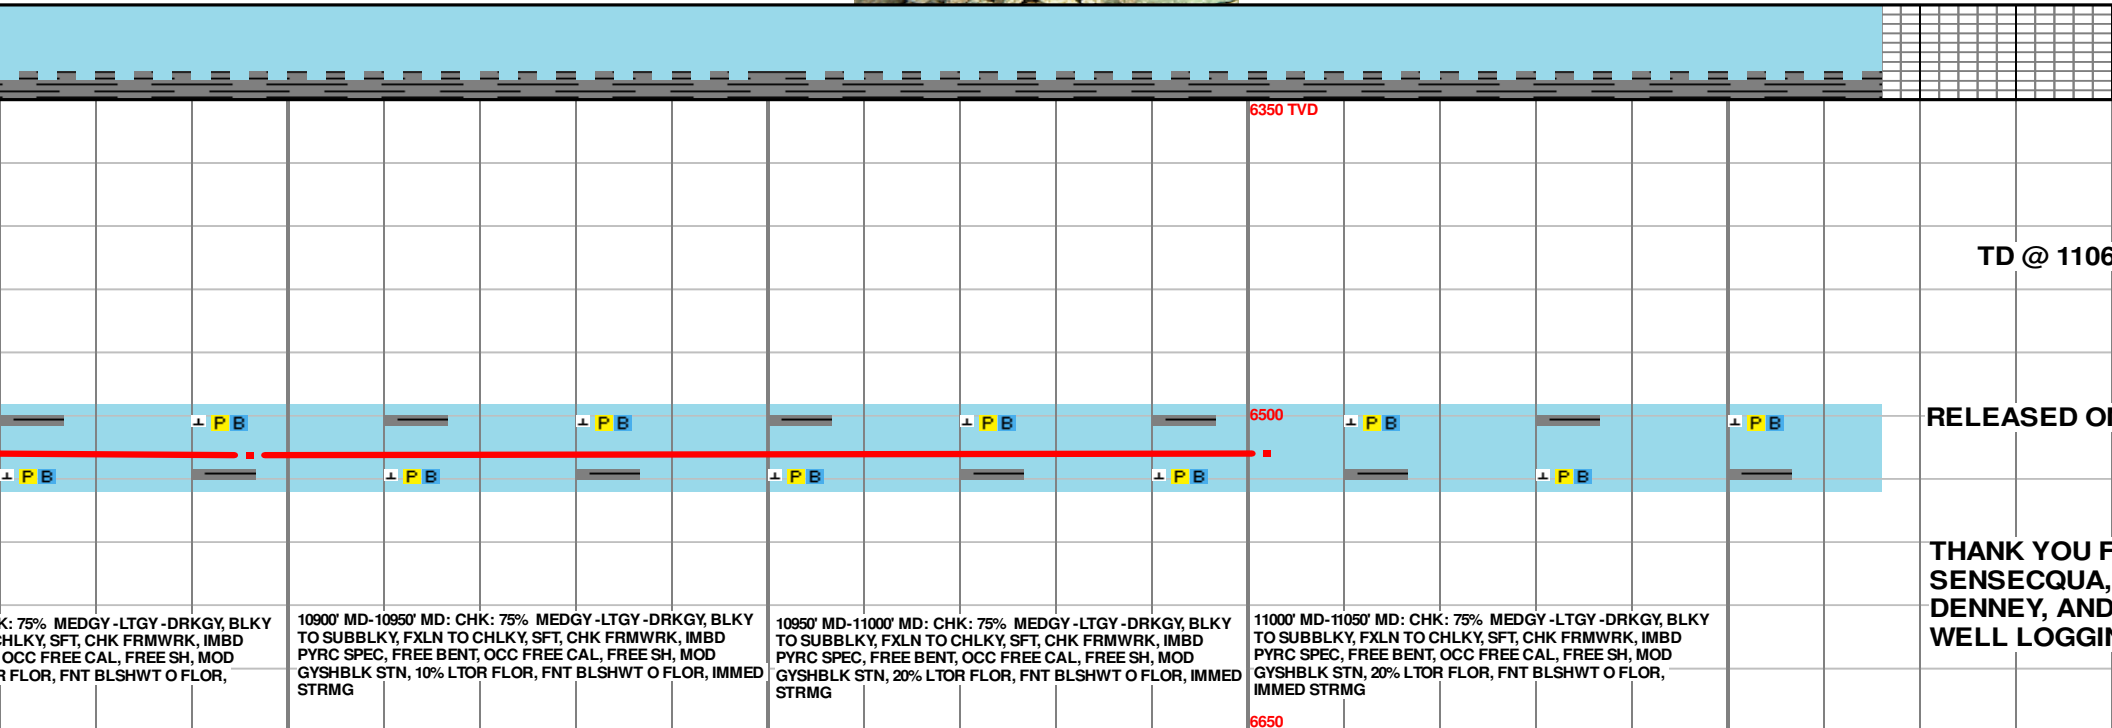 6350 TVD
TD @ 1106
6500
RELEASED O
P B
P B
P B
P B
P B
P B
P B
P B
P B
P B
THANK YOU F
SENSECQUA,
DENNEY, AND
WELL LOGGIN
K: 75% MEDGY -LTGY -DRKGY, BLKY
CHLKY, SFT, CHK FRMWRK, IMBD
OCC FREE CAL, FREE SH, MOD
R FLOR, FNT BLSHWT O FLOR,
10900' MD-10950' MD: CHK: 75% MEDGY -LTGY -DRKGY, BLKY
TO SUBBLKY, FXLN TO CHLKY, SFT, CHK FRMWRK, IMBD
PYRC SPEC, FREE BENT, OCC FREE CAL, FREE SH, MOD
GYSHBLK STN, 10% LTOR FLOR, FNT BLSHWT O FLOR, IMMED
STRMG
10950' MD-11000' MD: CHK: 75% MEDGY -LTGY -DRKGY, BLKY
TO SUBBLKY, FXLN TO CHLKY, SFT, CHK FRMWRK, IMBD
PYRC SPEC, FREE BENT, OCC FREE CAL, FREE SH, MOD
GYSHBLK STN, 20% LTOR FLOR, FNT BLSHWT O FLOR, IMMED
STRMG
11000' MD-11050' MD: CHK: 75% MEDGY -LTGY -DRKGY, BLKY
TO SUBBLKY, FXLN TO CHLKY, SFT, CHK FRMWRK, IMBD
PYRC SPEC, FREE BENT, OCC FREE CAL, FREE SH, MOD
GYSHBLK STN, 20% LTOR FLOR, FNT BLSHWT O FLOR,
IMMED STRMG
6650